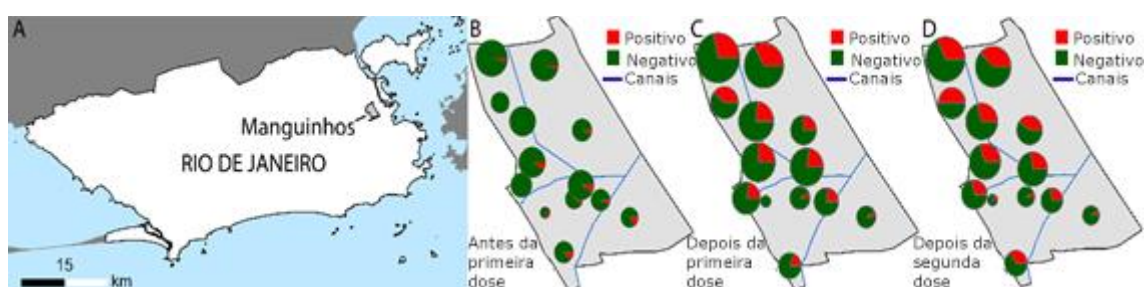 A
Manguinhos
RIO DE JANEIRO
15
km
B
Positivo
Negativo
Canais
Antes da
primeira
dose
C
Positivo
Negativo
Canais
Depois da
primeira
dose
D
Positivo
Negativo
Canais
Depois da
segunda
dose